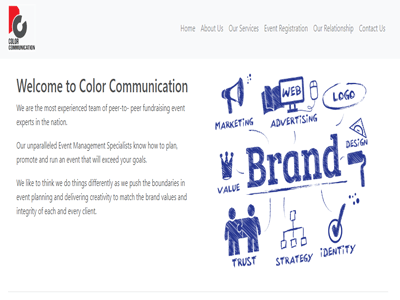 COLOR
COMMUNICATION
Home About Us Our Services Event Registration Our Relationship Contact Us
Welcome to Color Communication
We are the most experienced team of peer-to- peer fundraising event
experts in the nation.
Our unparalleled Event Management Specialists know how to plan,
promote and run an event that will exceed your goals.
We like to think we do things differently as we push the boundaries in
event planning and delivering creativity to match the brand values and
integrity of each and every client.
MARKETING
WEB
ADVERTISING
LOGO
DESIGN
Brand
VALUE
TRUST
STRATEGY
iDENTITY